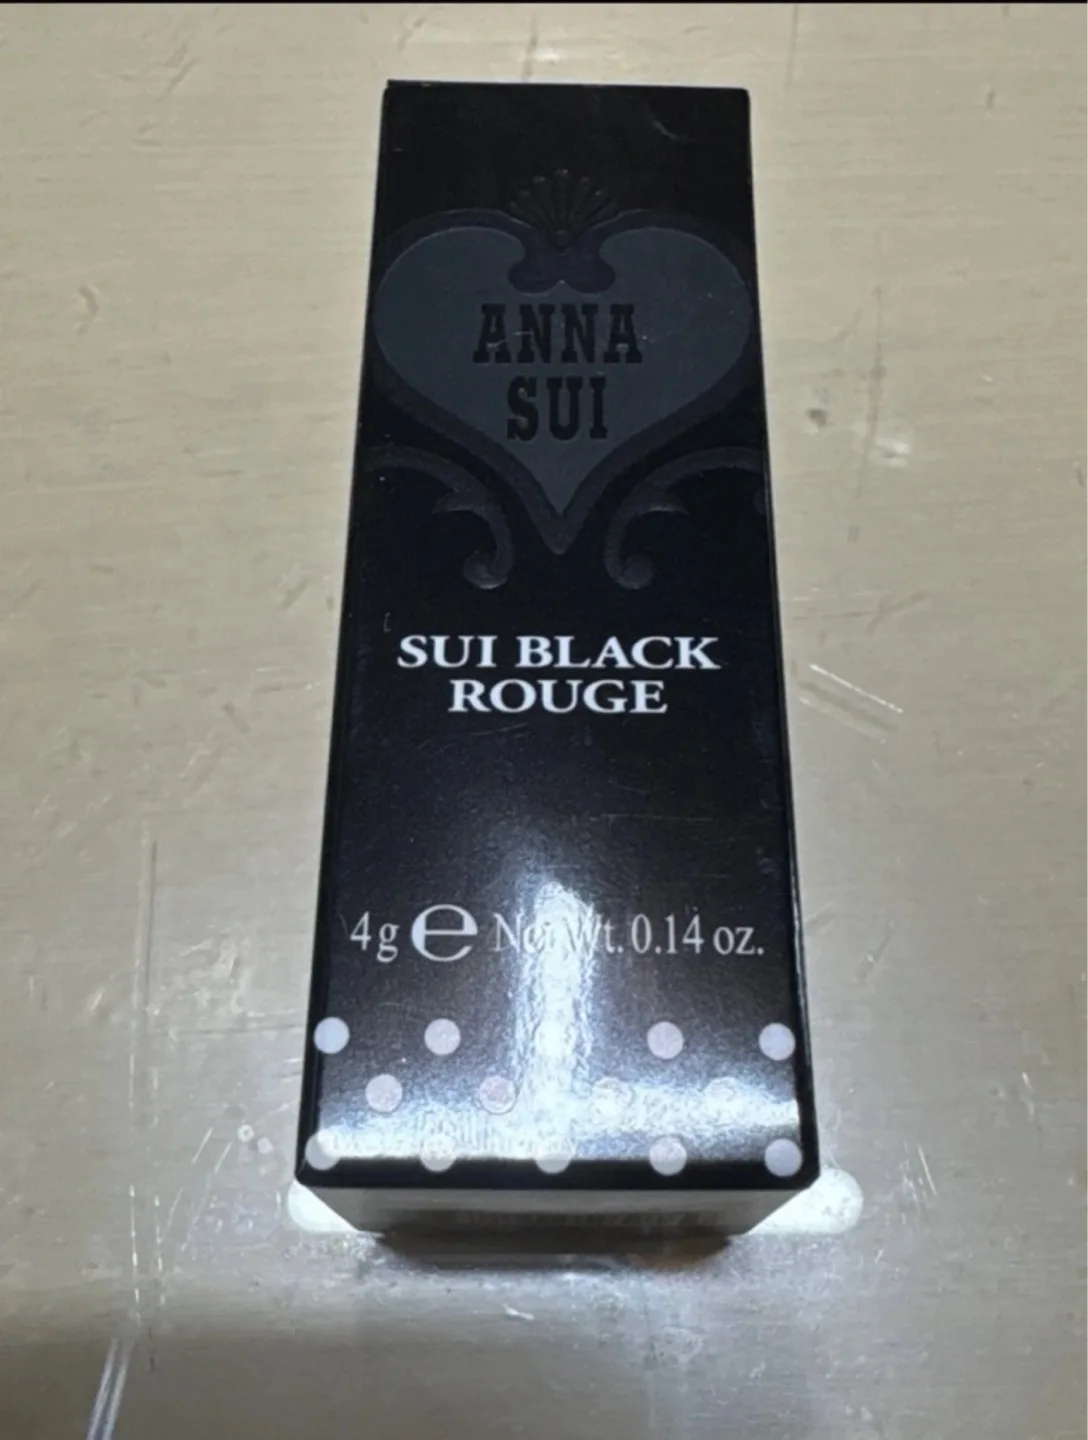 ANNA
SUI
SUI BLACK
ROUGE
4g e Net Wt. 0.14 oz.